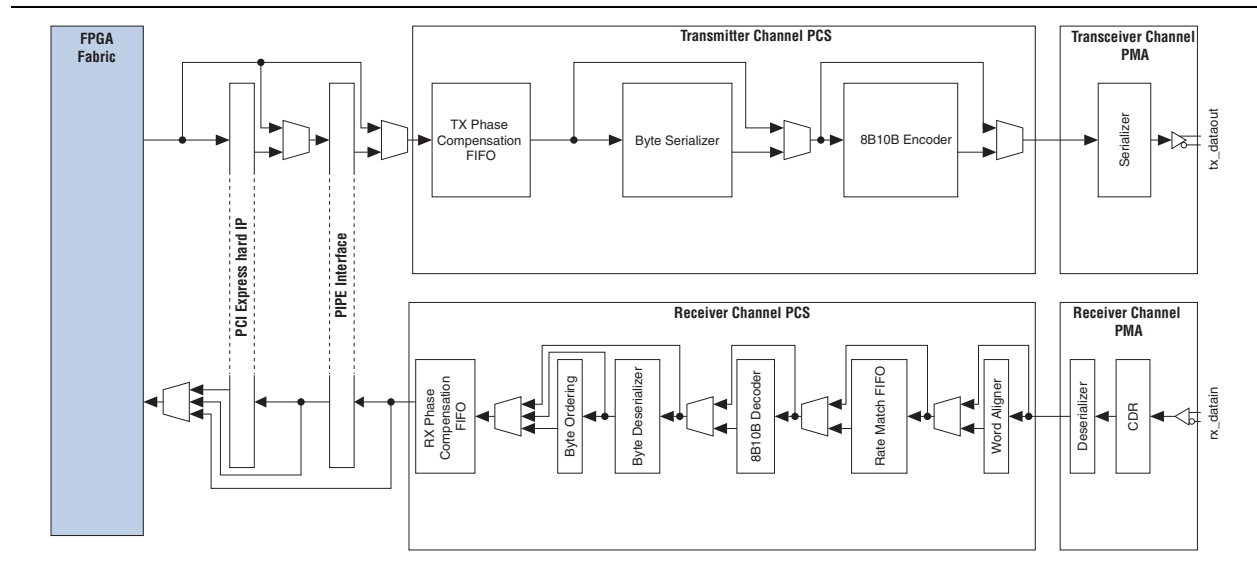 FPGA
Fabric
Transmitter Channel PCS
Transceiver Channel
PMA
TX Phase
Compensation
FIFO
Byte Serializer
8B10B Encoder
Serializer
tx_dataout
PCI Express hard IP
PIPE Interface
Receiver Channel PCS
Receiver Channel
PMA
RX Phase
Compensation
FIFO
Byte Ordering
Byte Deserializer
8B10B Decoder
Rate Match FIFO
Word Aligner
Deserializer
CDR
rx_datain